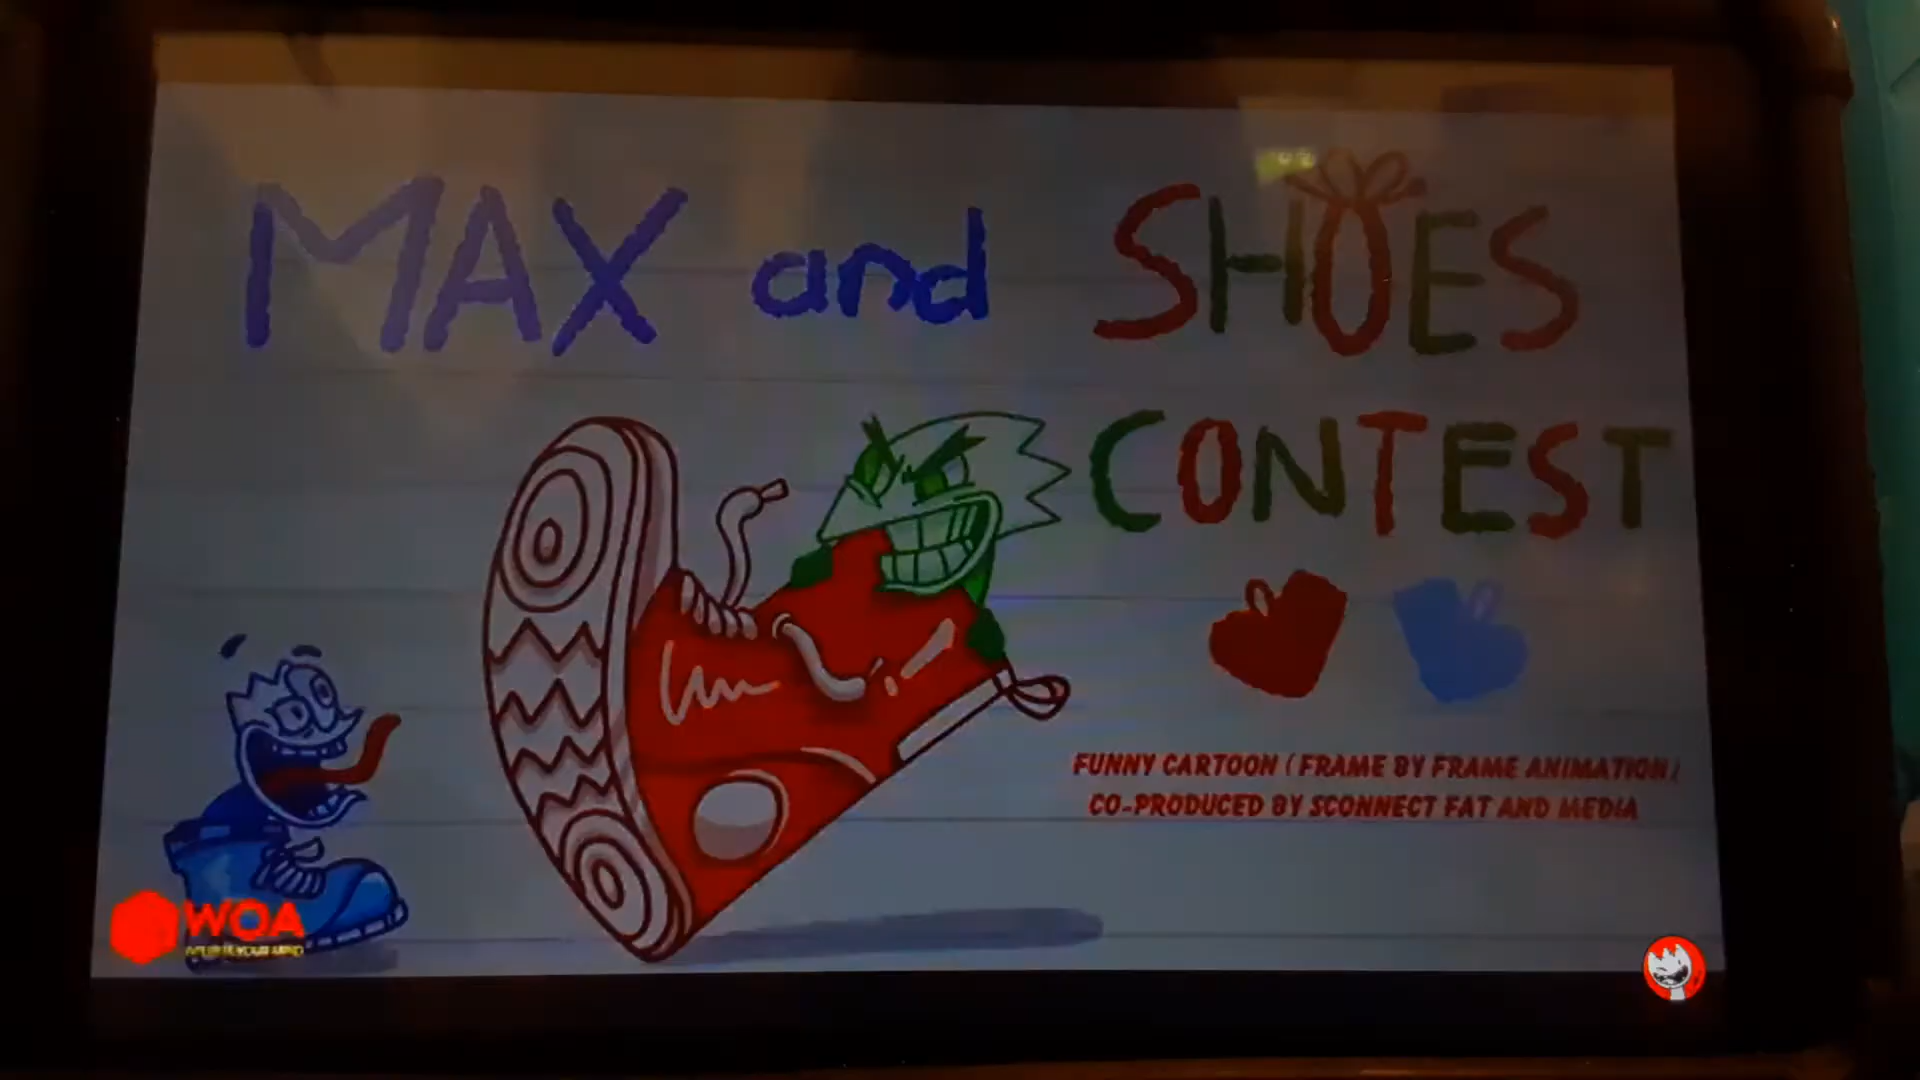 MAX and SHOES
CONTEST
FUNNY CARTOON ( FRAME BY FRAME ANIMATION )
CO-PRODUCED BY SCONNECT FAT AND MEDIA
WOA